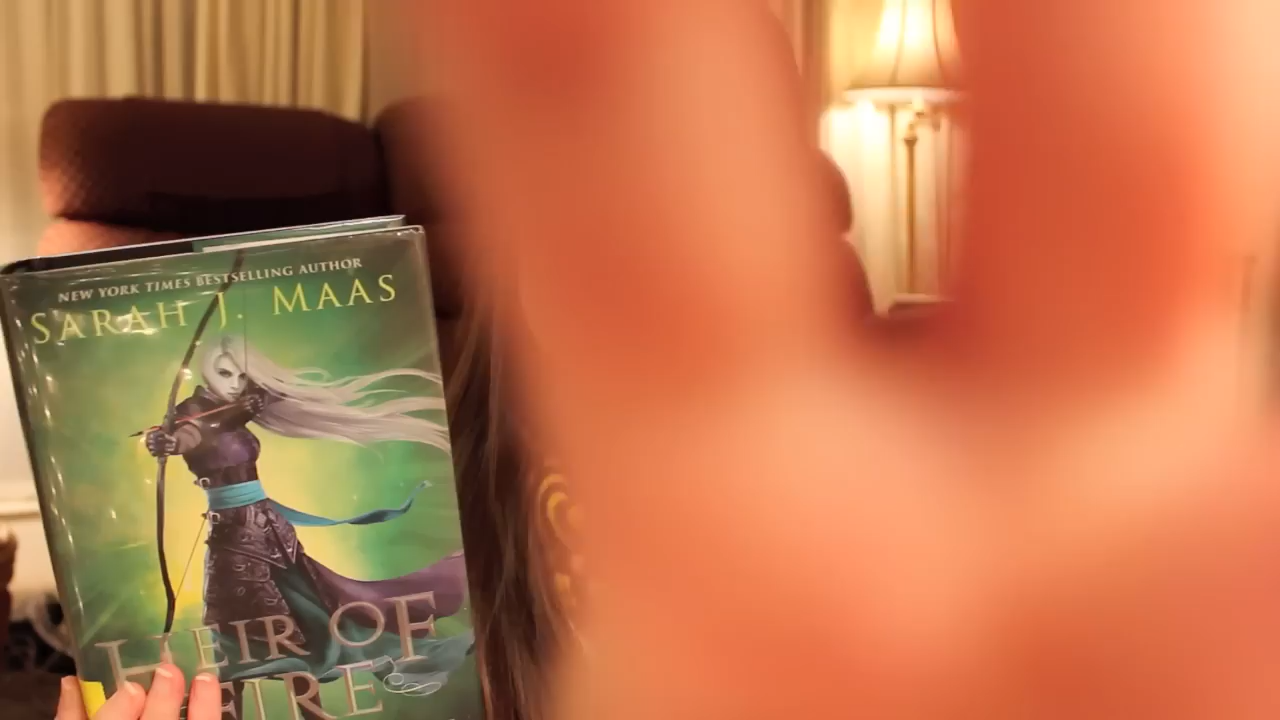 NEW YORK TIMES BESTSELLING AUTHOR
SARAH J. MAAS
HEIR OF
FIRE